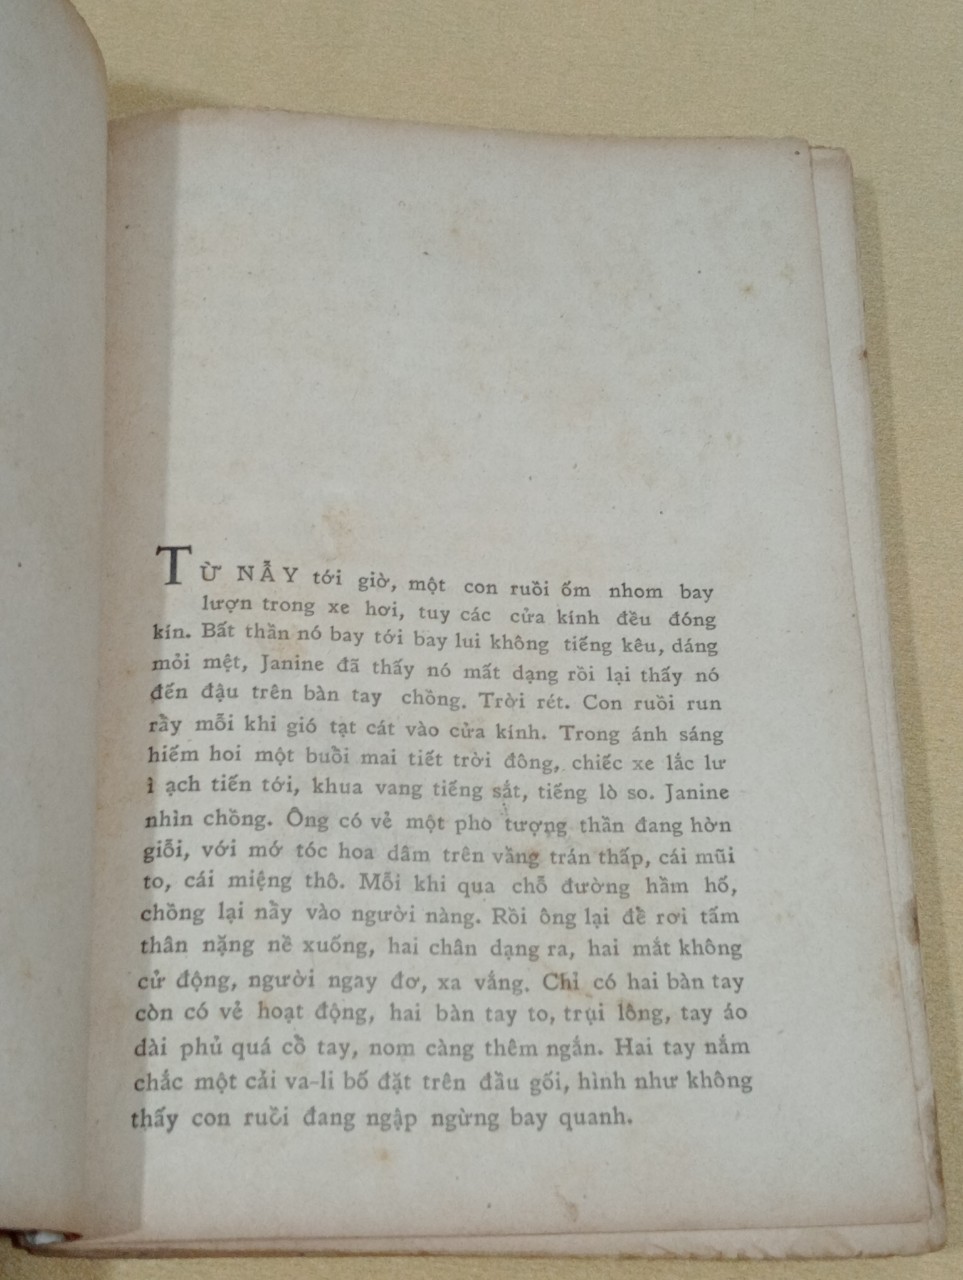 TỪ NẪY tới giờ, một con ruồi ốm nhom bay
lượn trong xe hơi, tuy các cửa kính đều đóng
kín. Bất thần nó bay tới bay lui không tiếng kêu, dáng
mỏi mệt, Janine đã thấy nó mất dạng rồi lại thấy nó
đến đậu trên bàn tay chồng. Trời rét. Con ruồi run
rẩy mỗi khi gió tạt cát vào cửa kính. Trong ánh sáng
hiếm hoi một buổi mai tiết trời đông, chiếc xe lắc lư
ì ạch tiến tới, khua vang tiếng sắt, tiếng lò so. Janine
nhìn chồng. Ông có vẻ một pho tượng thần đang hờn
giỗi, với mớ tóc hoa dâm trên vầng trán thấp, cái mũi
to, cái miệng thô. Mỗi khi qua chỗ đường hầm hố,
chồng lại nẩy vào người nàng. Rồi ông lại để rơi tấm
thân nặng nề xuống, hai chân dạng ra, hai mắt không
cử động, người ngay đơ, xa vắng. Chỉ có hai bàn tay
còn có vẻ hoạt động, hai bàn tay to, trụi lông, tay áo
dài phủ quá cổ tay, nom càng thêm ngắn. Hai tay nắm
chắc một cải va-li bố đặt trên đầu gối, hình như không
thấy con ruồi đang ngập ngừng bay quanh.